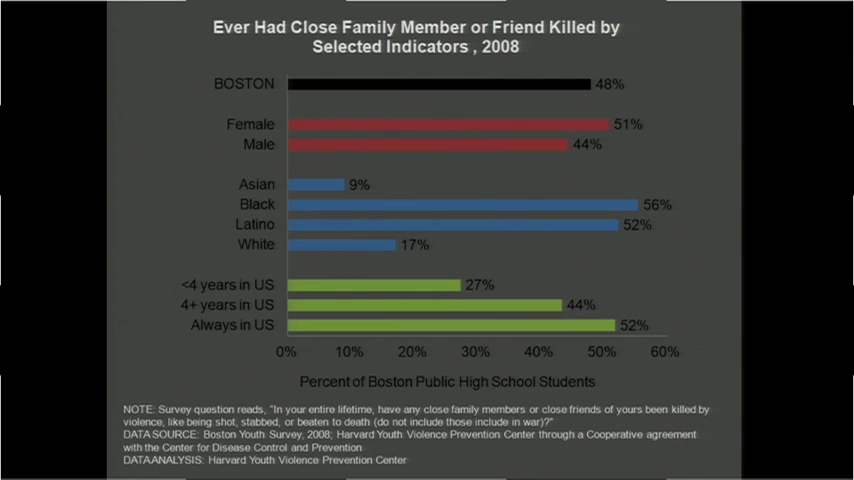 Ever Had Close Family Member or Friend Killed by
Selected Indicators , 2008
BOSTON 48%
Female 51%
Male 44%
Asian 9%
Black 56%
Latino 52%
White 17%
<4 years in US 27%
4+ years in US 44%
Always in US 52%
0% 10% 20% 30% 40% 50% 60%
Percent of Boston Public High School Students
NOTE: Survey question reads, "In your entire lifetime, have any close family members or close friends of yours been killed by
violence, like being shot, stabbed, or beaten to death (do not include those include in war)?"
DATA SOURCE: Boston Youth Survey, 2008; Harvard Youth Violence Prevention Center through a Cooperative agreement
with the Center for Disease Control and Prevention
DATA ANALYSIS: Harvard Youth Violence Prevention Center